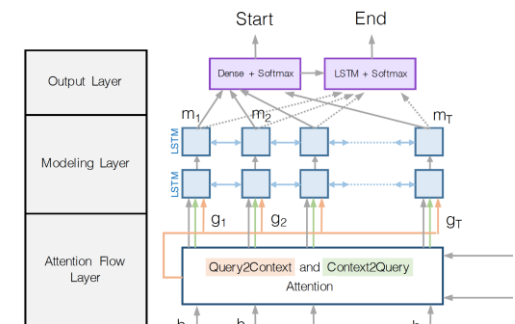 Start End
Output Layer
Dense + Softmax LSTM + Softmax
m1 m2 mT
Modeling Layer
LSTM
LSTM
g1 g2 gT
Attention Flow
Layer
Query2Context and Context2Query
Attention